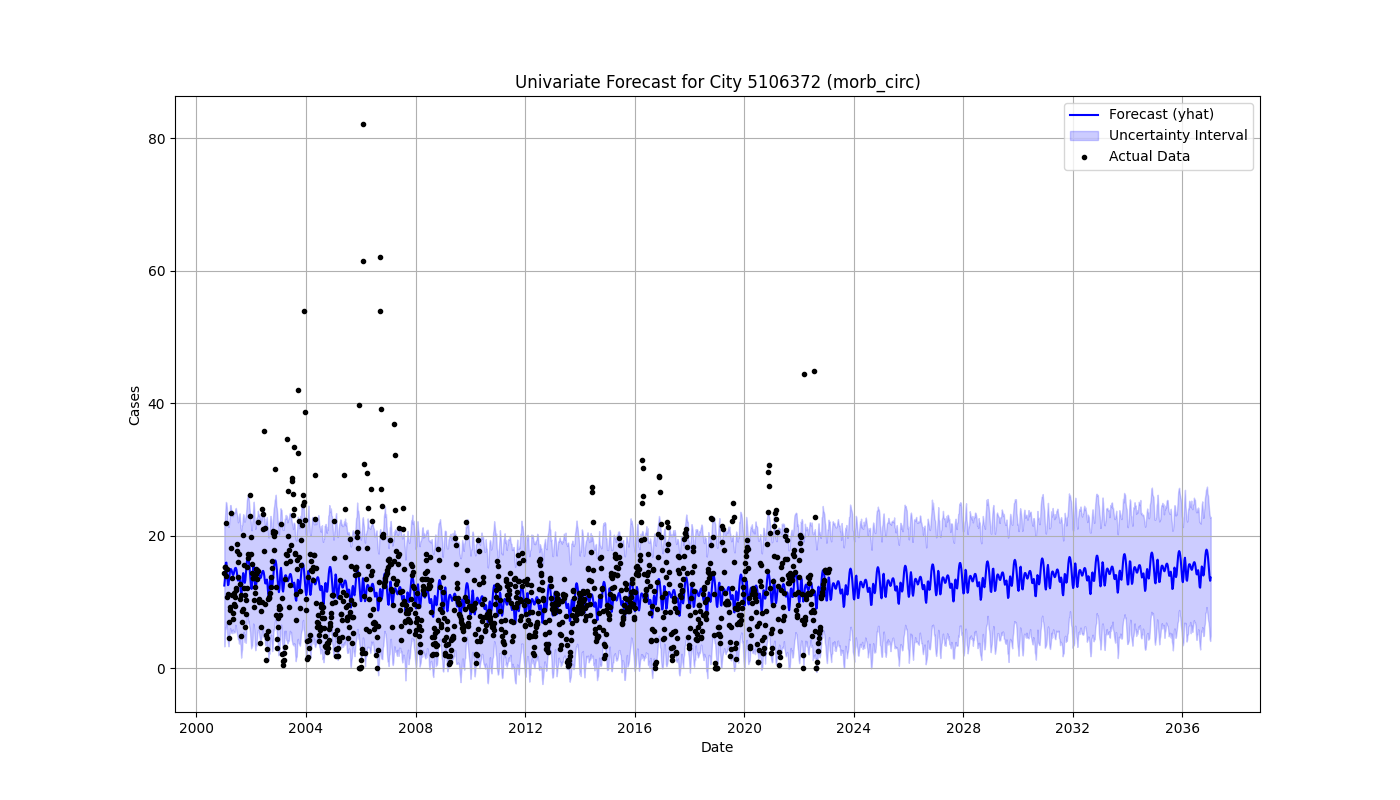 Univariate Forecast for City 5106372 (morb_circ)
Forecast (yhat)
Uncertainty Interval
Actual Data
80
60
40
20
0
Cases
2000 2004 2008 2012 2016 2020 2024 2028 2032 2036
Date